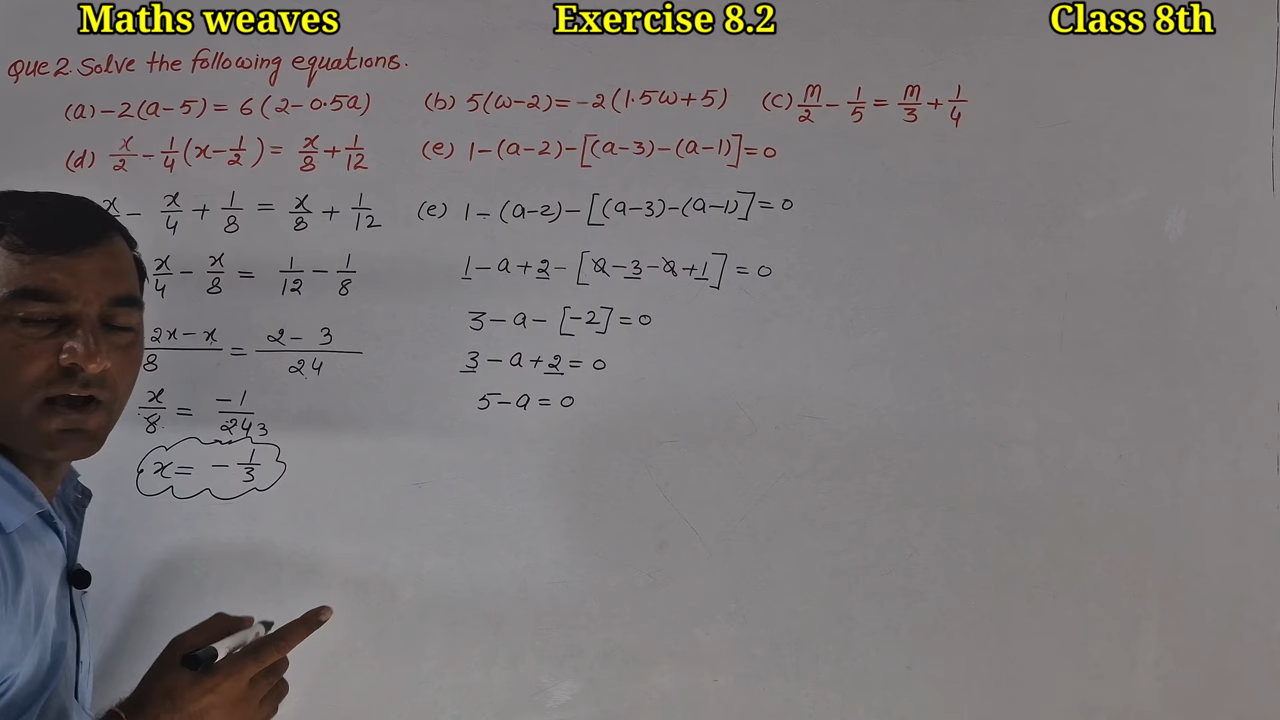 Maths weaves Exercise 8.2 Class 8th
Que 2. Solve the following equations.
(a) -2(a-5) = 6(2-0.5a) (b) 5(ω-2) = -2(1.5ω+5) (c) m/2 - 1/5 = m/3 + 1/4
(d) x/2 - 1/4(x - 1/2) = x/8 + 1/12 (e) 1-(a-2)-[(a-3)-(a-1)]=0
x/ - x/4 + 1/8 = x/8 + 1/12
x/4 - x/8 = 1/12 - 1/8
2x-x/8 = 2-3/24
x/8 = -1/24 3
x = -1/3
(e) 1-(a-2)-[(a-3)-(a-1)]=0
1-a+2-[a-3-a+1]=0
3-a-[-2]=0
3-a+2=0
5-a=0